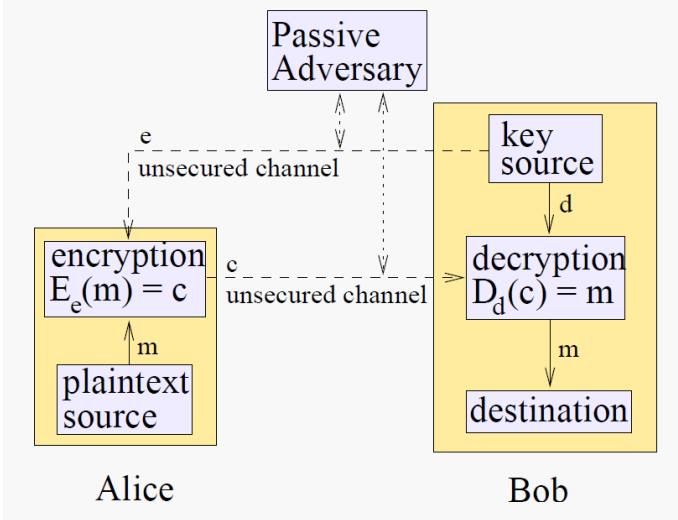 Passive
Adversary
key
source
e
unsecured channel
d
encryption
E_e(m) = c
c
unsecured channel
decryption
D_d(c) = m
m
m
plaintext
source
destination
Alice
Bob